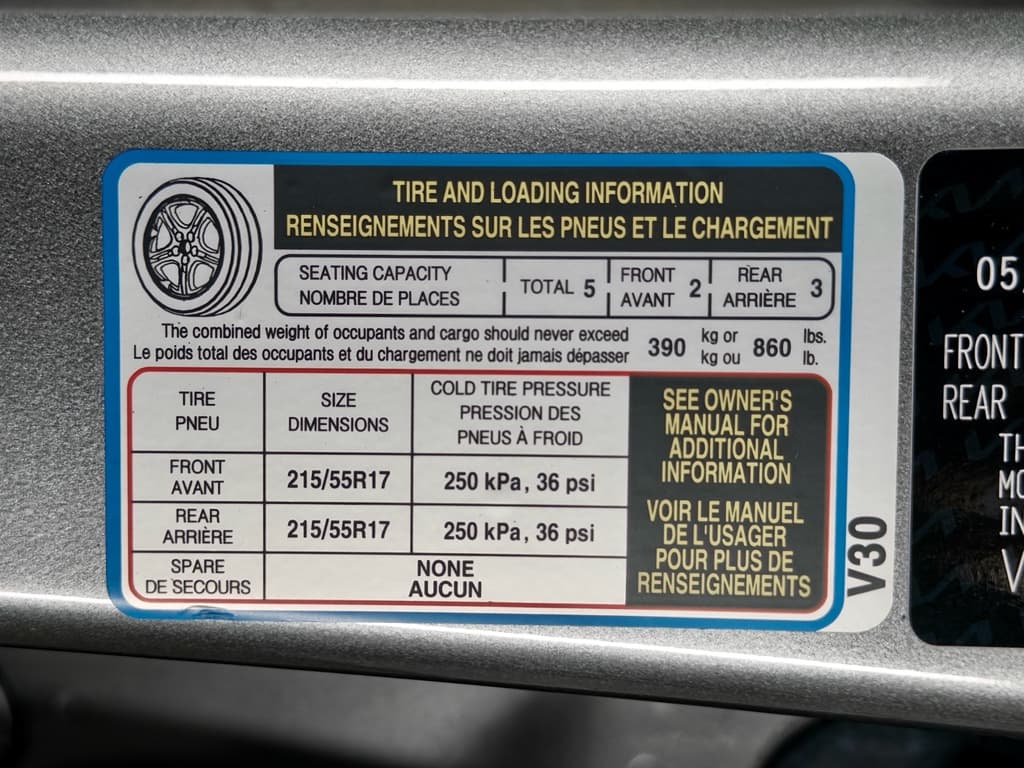 TIRE AND LOADING INFORMATION
RENSEIGNEMENTS SUR LES PNEUS ET LE CHARGEMENT
SEATING CAPACITY
NOMBRE DE PLACES
TOTAL 5
FRONT
AVANT 2
REAR
ARRIÈRE 3
The combined weight of occupants and cargo should never exceed
Le poids total des occupants et du chargement ne doit jamais dépasser
390 kg or 860 lbs.
kg ou lb.
TIRE
PNEU
SIZE
DIMENSIONS
COLD TIRE PRESSURE
PRESSION DES
PNEUS À FROID
FRONT
AVANT
215/55R17
250 kPa, 36 psi
REAR
ARRIÈRE
215/55R17
250 kPa, 36 psi
SPARE
DE SECOURS
NONE
AUCUN
SEE OWNER'S
MANUAL FOR
ADDITIONAL
INFORMATION
VOIR LE MANUEL
DE L'USAGER
POUR PLUS DE
RENSEIGNEMENTS
V30
05
FRONT
REAR